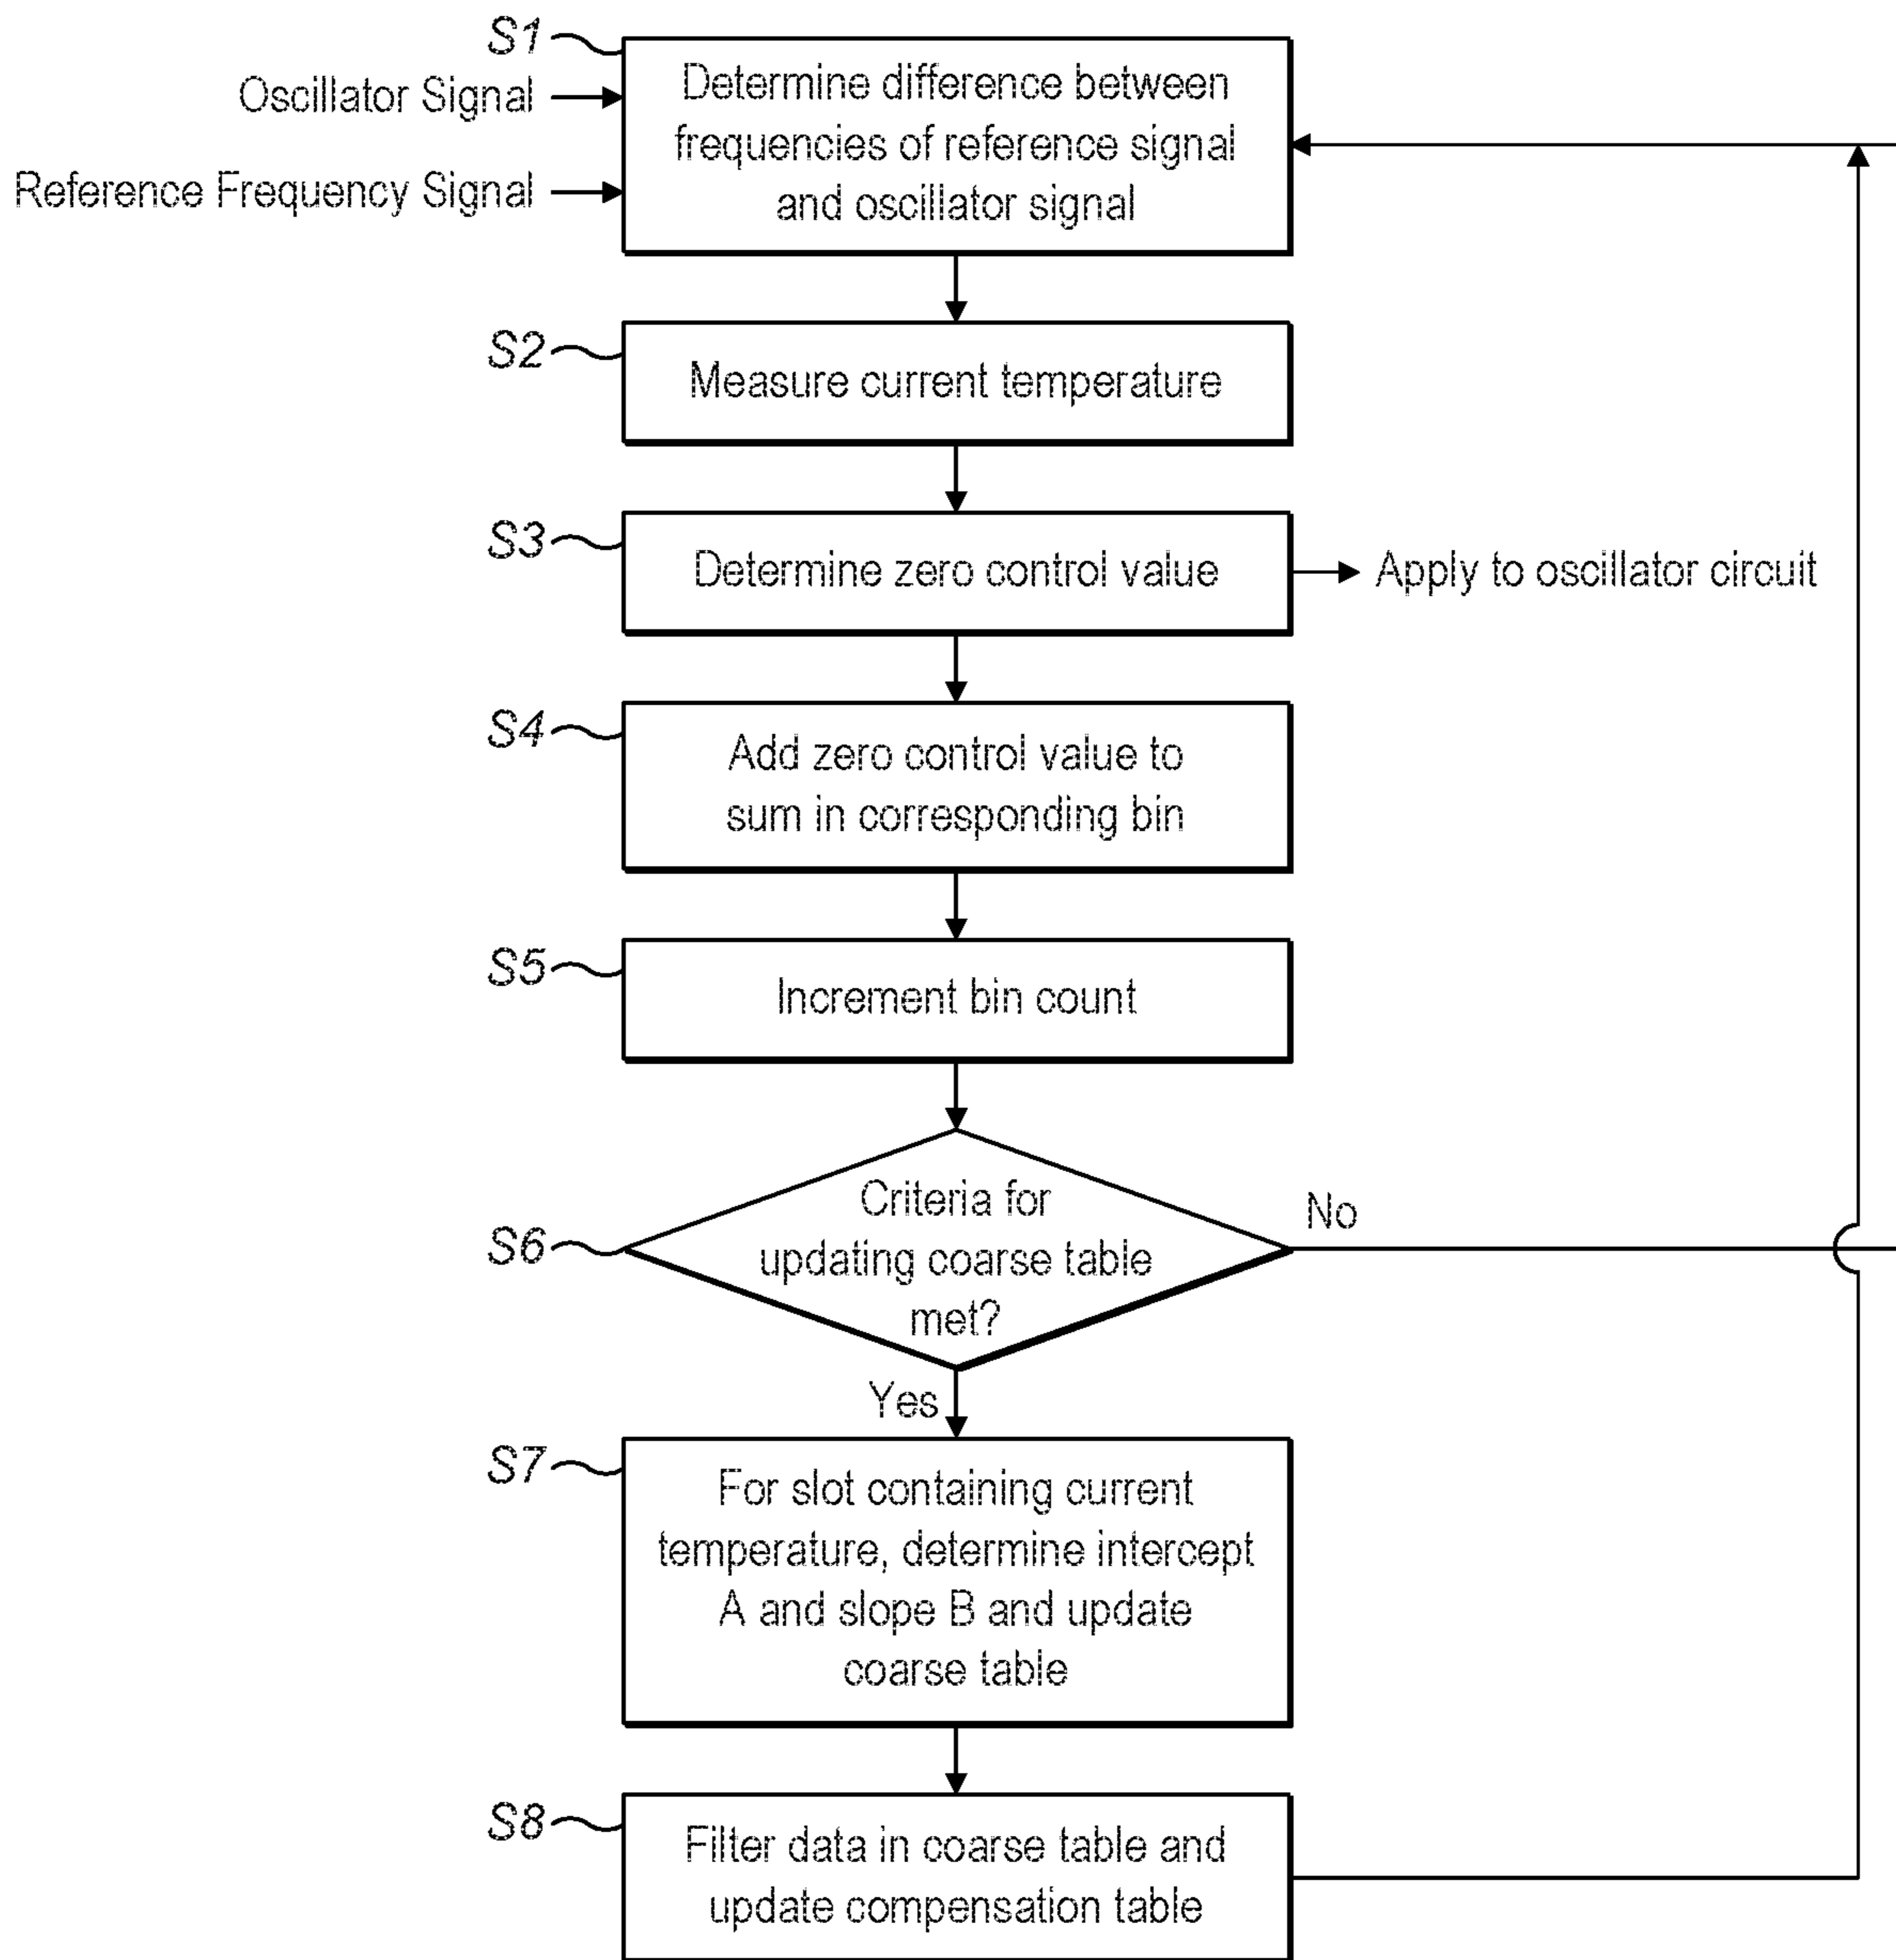 S1
Oscillator Signal
Reference Frequency Signal
Determine difference between
frequencies of reference signal
and oscillator signal
S2
Measure current temperature
S3
Determine zero control value
Apply to oscillator circuit
S4
Add zero control value to
sum in corresponding bin
S5
Increment bin count
S6
Criteria for
updating coarse table
met?
No
Yes
S7
For slot containing current
temperature, determine intercept
A and slope B and update
coarse table
S8
Filter data in coarse table and
update compensation table